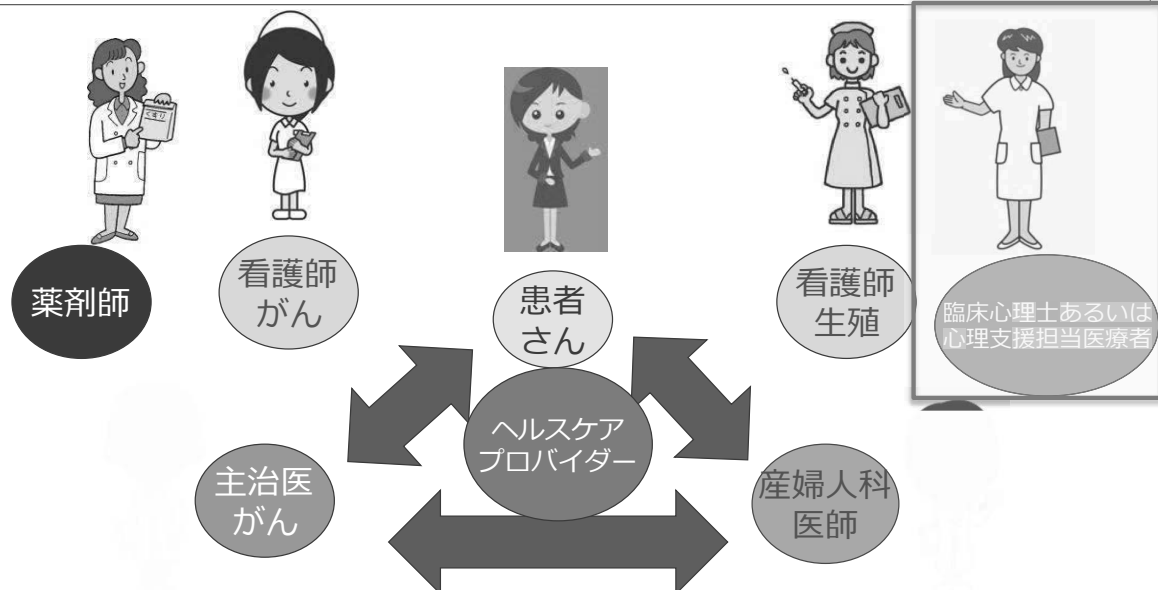 くすり
薬剤師
看護師
がん
患者
さん
看護師
生殖
臨床心理士あるいは
心理支援担当医療者
ヘルスケア
プロバイダー
主治医
がん
産婦人科
医師